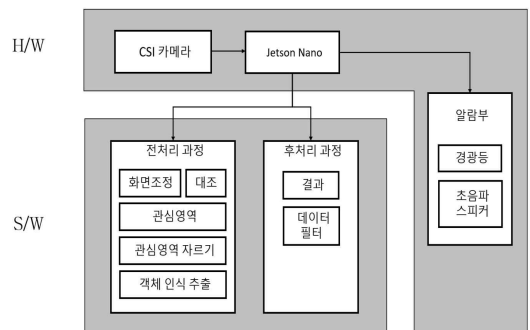 H/W
CSI 카메라
Jetson Nano
알람부
경광등
초음파
스피커
S/W
전처리 과정
화면조정
대조
관심영역
관심영역 자르기
객체 인식 추출
후처리 과정
결과
데이터
필터